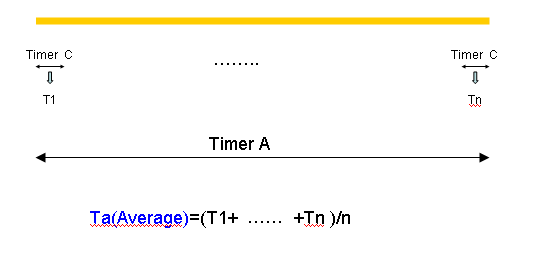 Timer C ........ Timer C
T1 Tn
Timer A
Ta(Average)=(T1+ ...... +Tn )/n